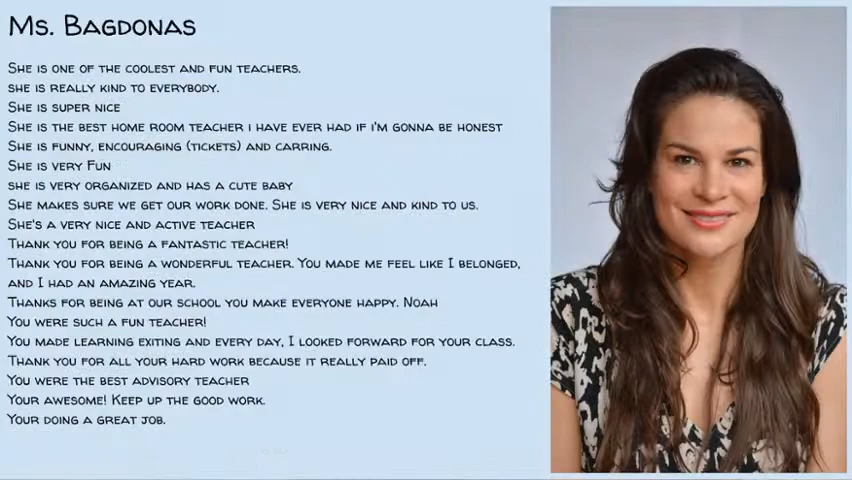 Ms. Bagdonas
She is one of the coolest and fun teachers.
she is really kind to everybody.
She is super nice
She is the best home room teacher i have ever had if i'm gonna be honest
She is funny, encouraging (tickets) and carring.
She is very Fun
she is very organized and has a cute baby
She makes sure we get our work done. She is very nice and kind to us.
She's a very nice and active teacher
Thank you for being a fantastic teacher!
Thank you for being a wonderful teacher. You made me feel like I belonged,
and I had an amazing year.
Thanks for being at our school you make everyone happy. Noah
You were such a fun teacher!
You made learning exiting and every day, I looked forward for your class.
Thank you for all your hard work because it really paid off.
You were the best advisory teacher
Your awesome! Keep up the good work.
Your doing a great job.